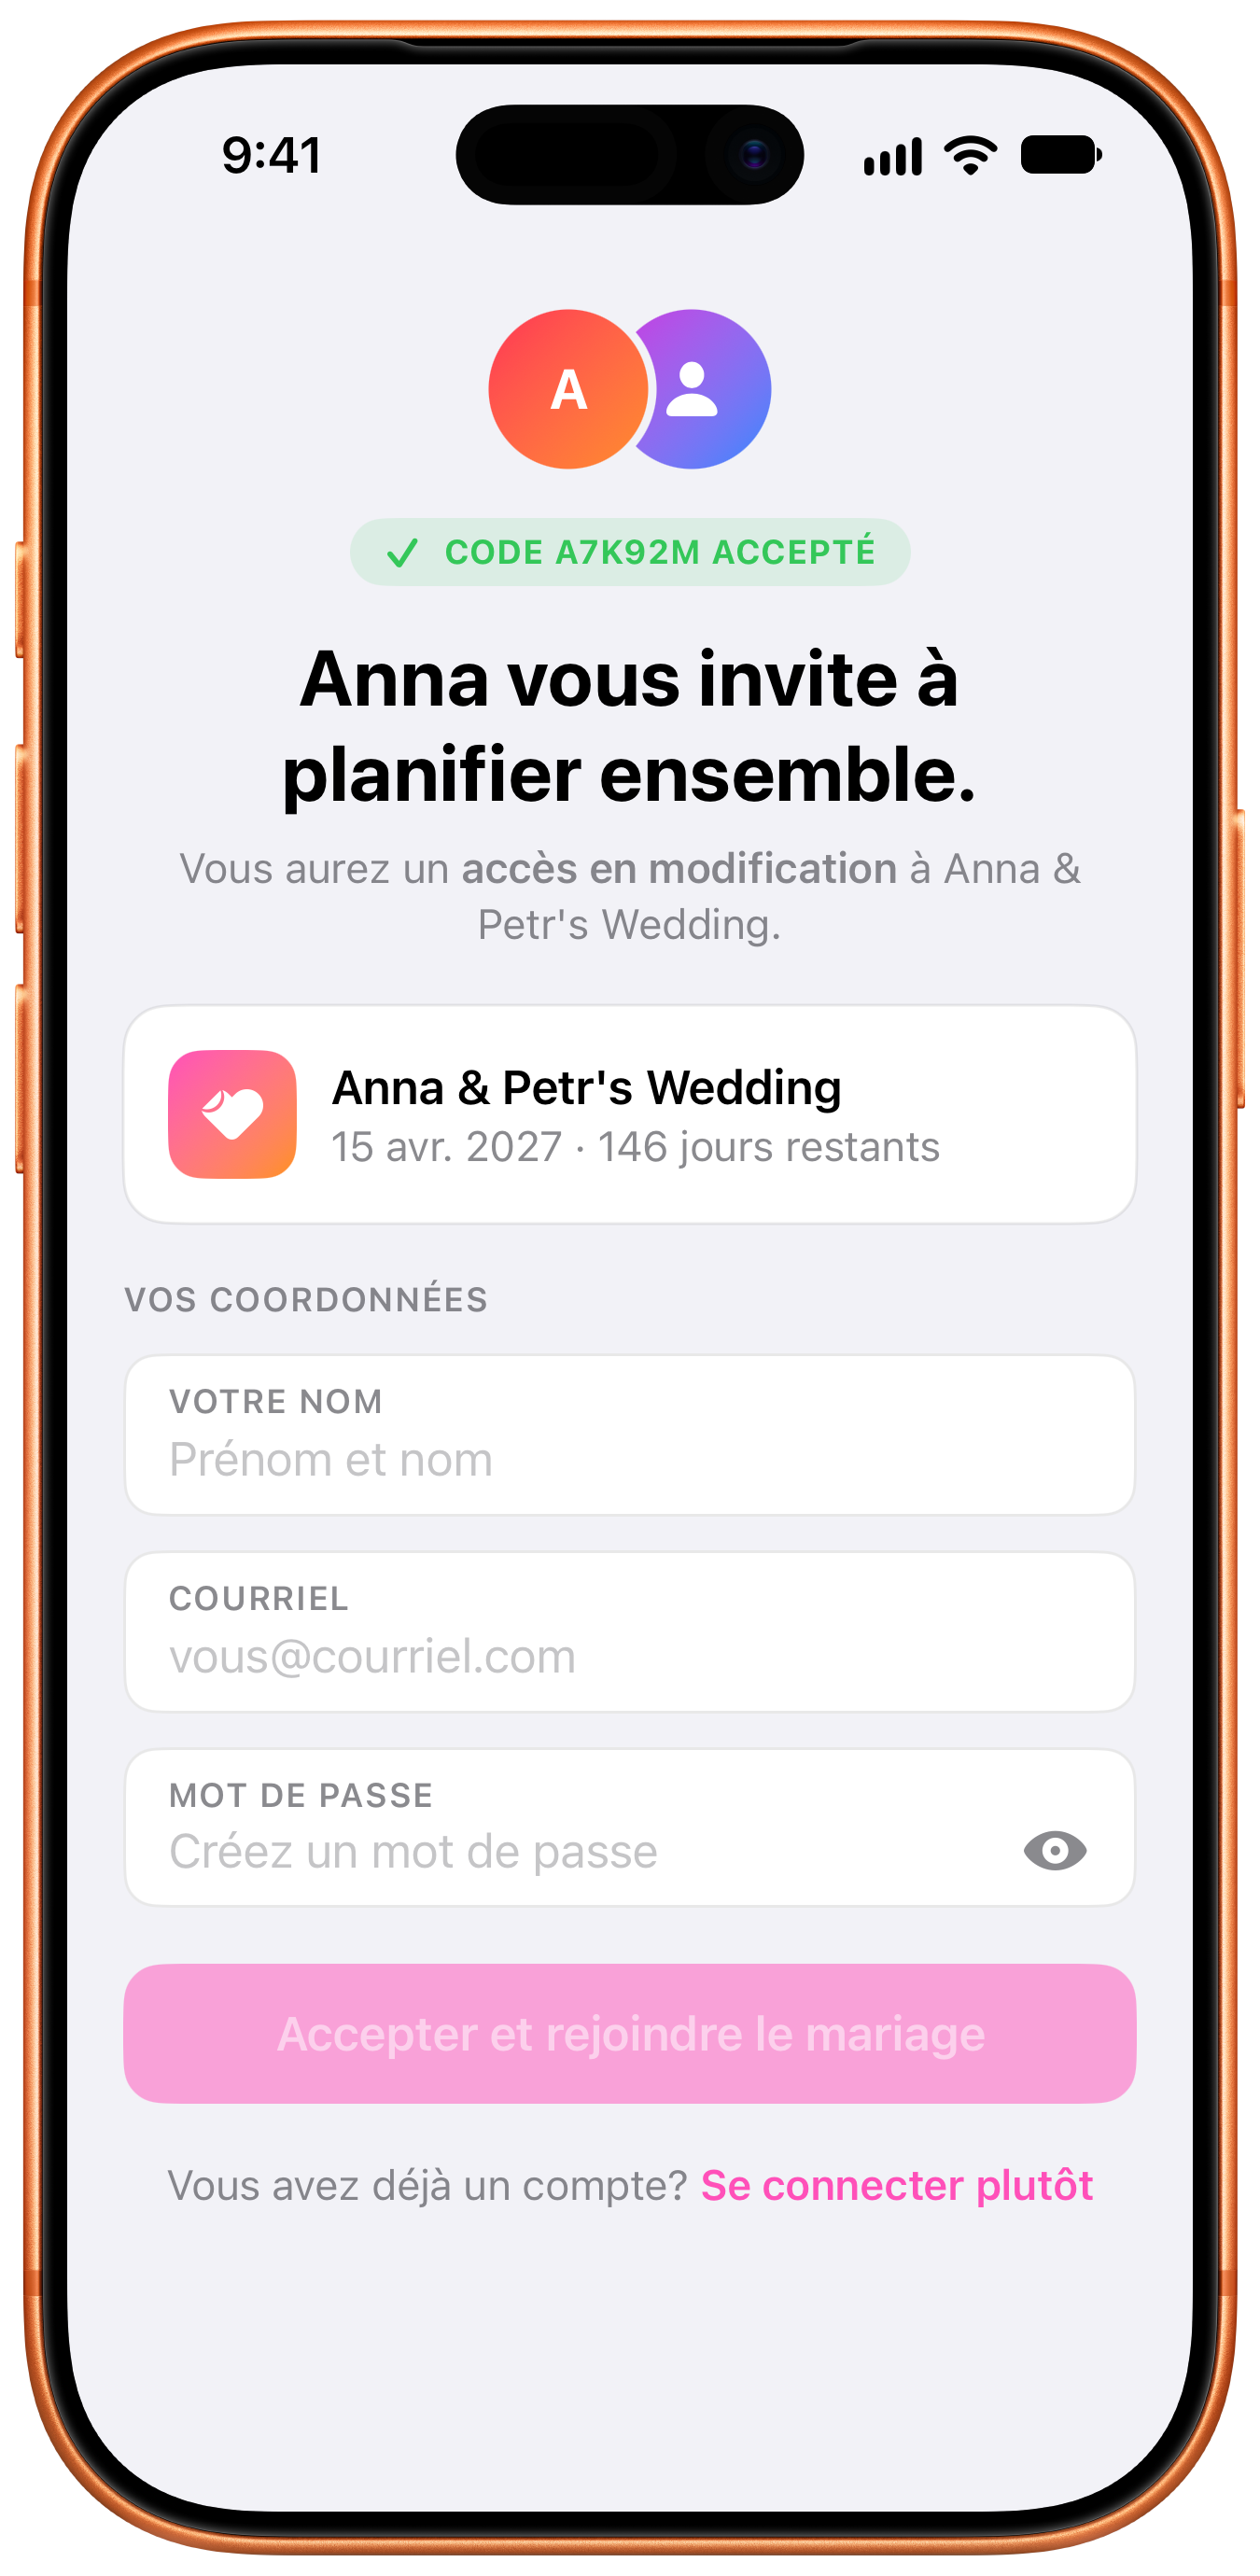 9:41
A
CODE A7K92M ACCEPTÉ
Anna vous invite à
planifier ensemble.
Vous aurez un accès en modification à Anna &
Petr's Wedding.
Anna & Petr's Wedding
15 avr. 2027 · 146 jours restants
VOS COORDONNÉES
VOTRE NOM
Prénom et nom
COURRIEL
vous@courriel.com
MOT DE PASSE
Créez un mot de passe
Accepter et rejoindre le mariage
Vous avez déjà un compte? Se connecter plutôt